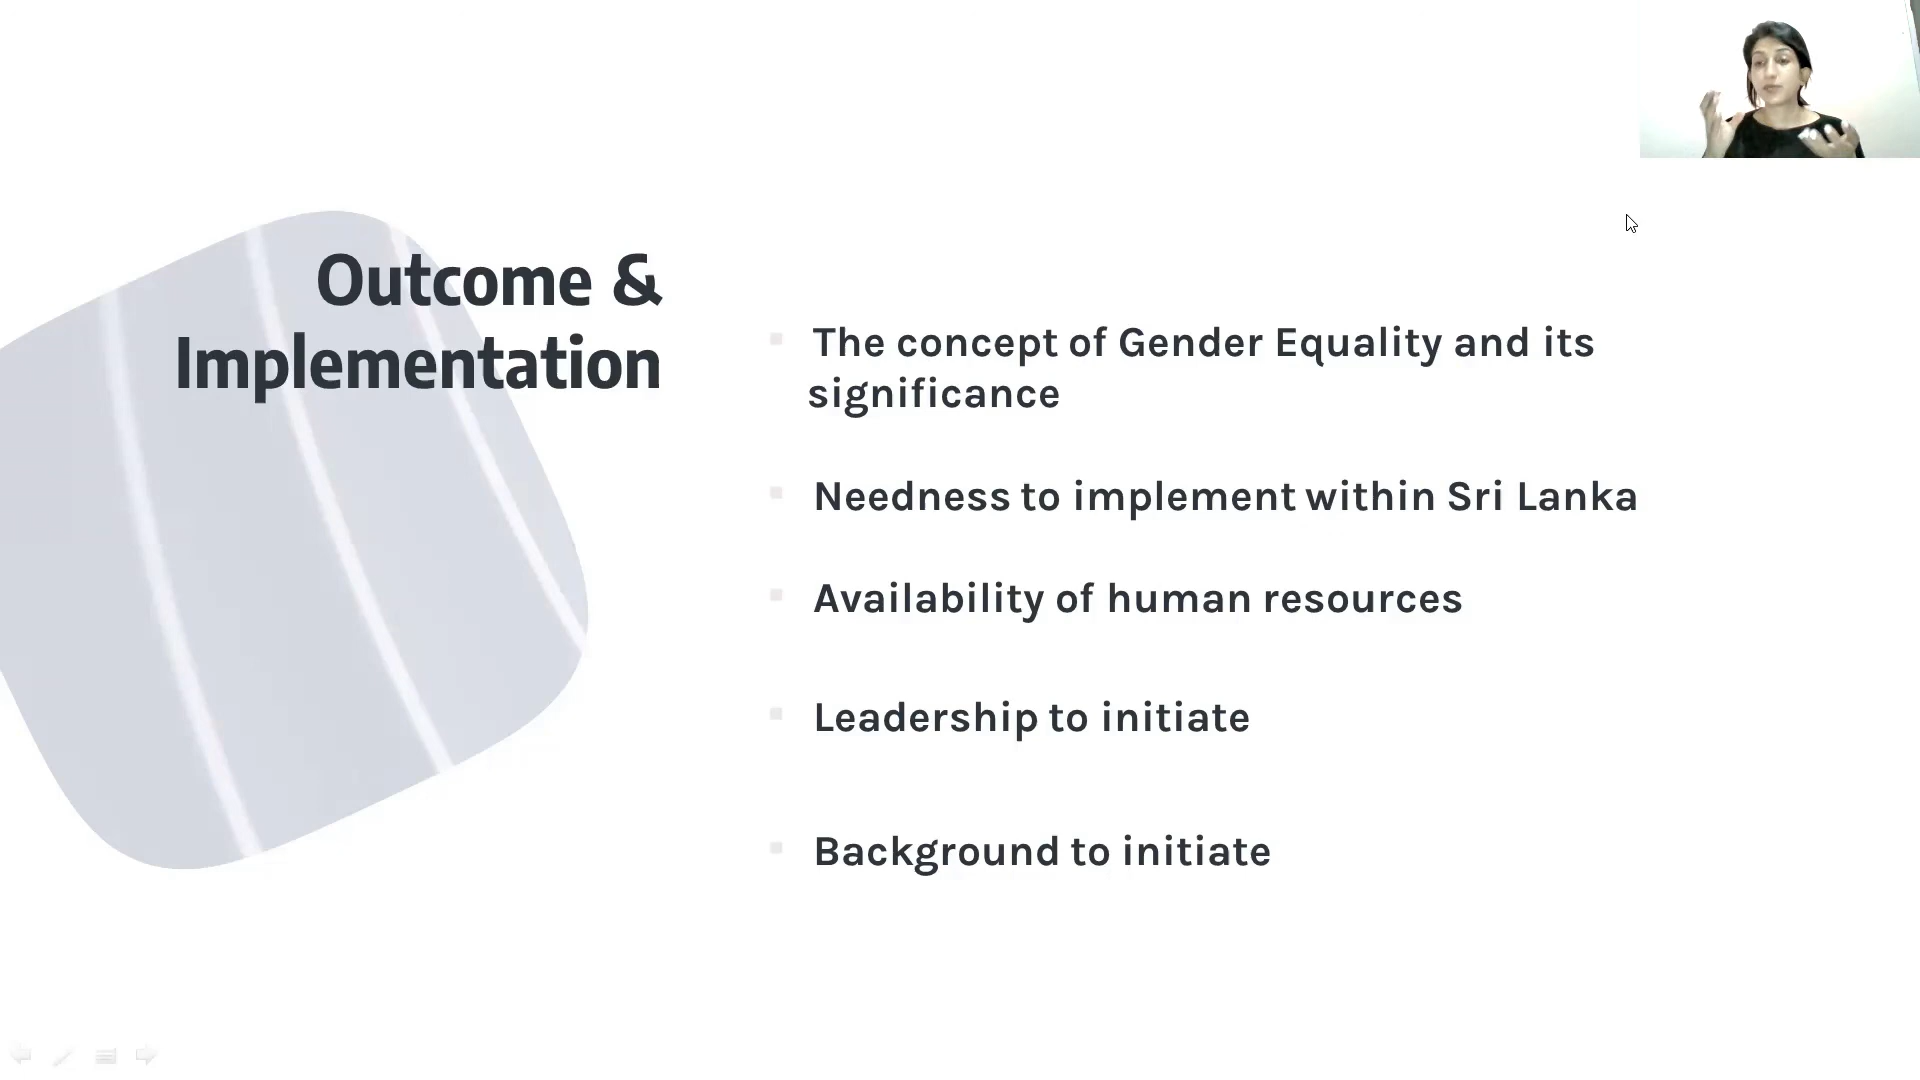 Outcome &
Implementation
The concept of Gender Equality and its
significance
Needness to implement within Sri Lanka
Availability of human resources
Leadership to initiate
Background to initiate